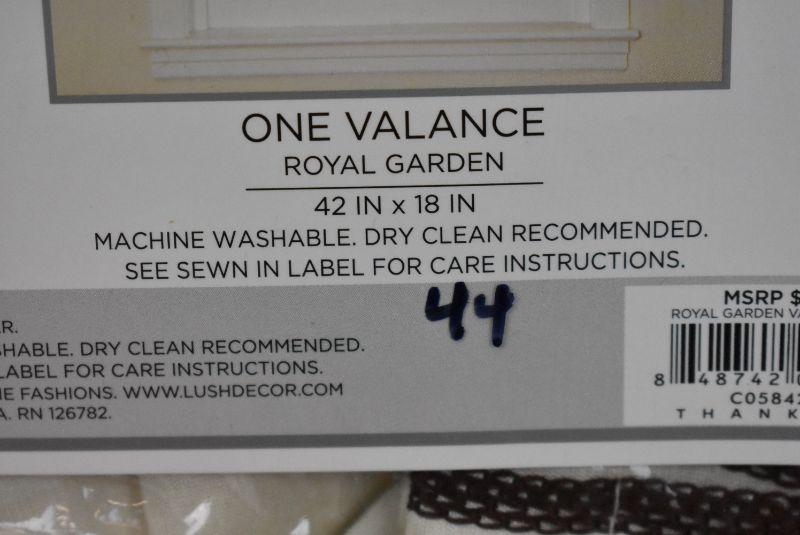 ONE VALANCE
ROYAL GARDEN
42 IN x 18 IN
MACHINE WASHABLE. DRY CLEAN RECOMMENDED.
SEE SEWN IN LABEL FOR CARE INSTRUCTIONS.
44
R.
SHABLE. DRY CLEAN RECOMMENDED.
LABEL FOR CARE INSTRUCTIONS.
E FASHIONS. WWW.LUSHDECOR.COM
A. RN 126782.
MSRP $
ROYAL GARDEN VA
8 48742 0
C0584
THANK